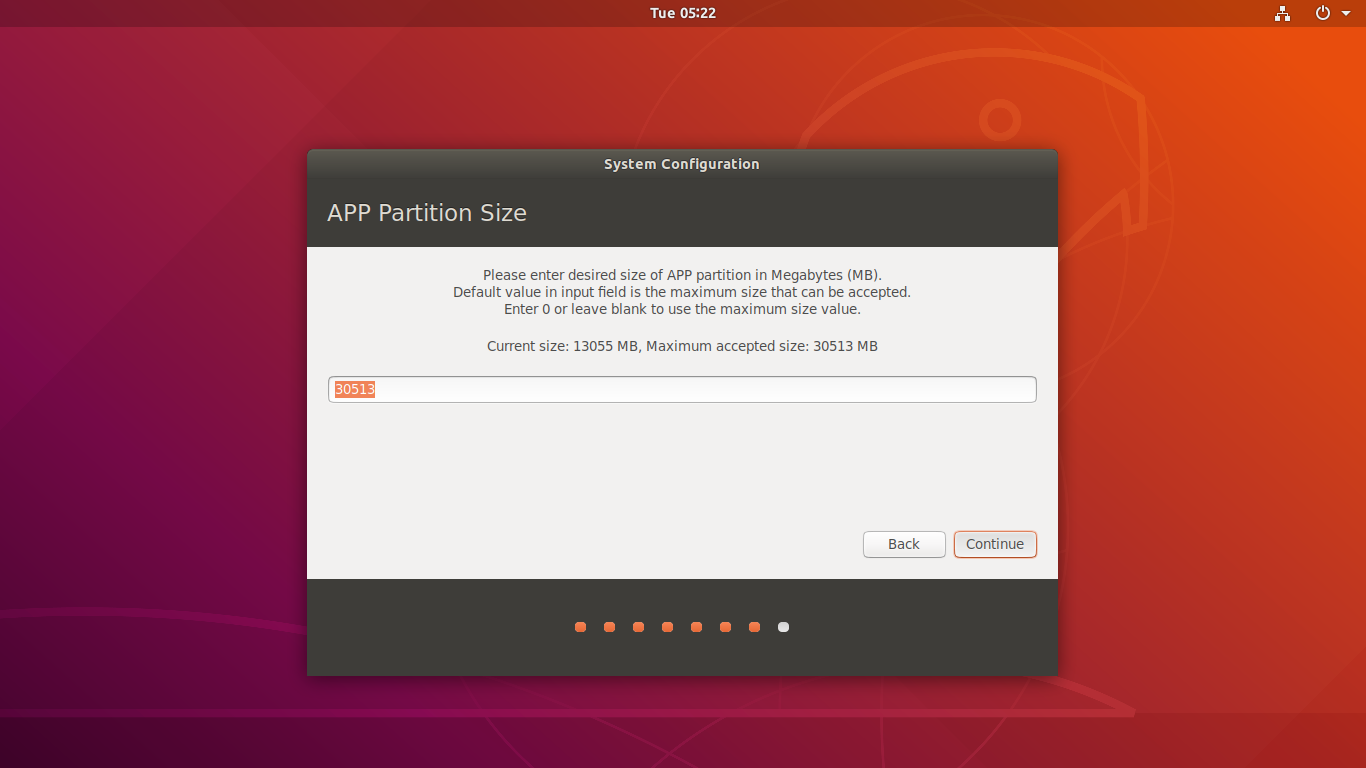 Tue 05:22
System Configuration
APP Partition Size
Please enter desired size of APP partition in Megabytes (MB).
Default value in input field is the maximum size that can be accepted.
Enter 0 or leave blank to use the maximum size value.
Current size: 13055 MB, Maximum accepted size: 30513 MB
30513
Back
Continue